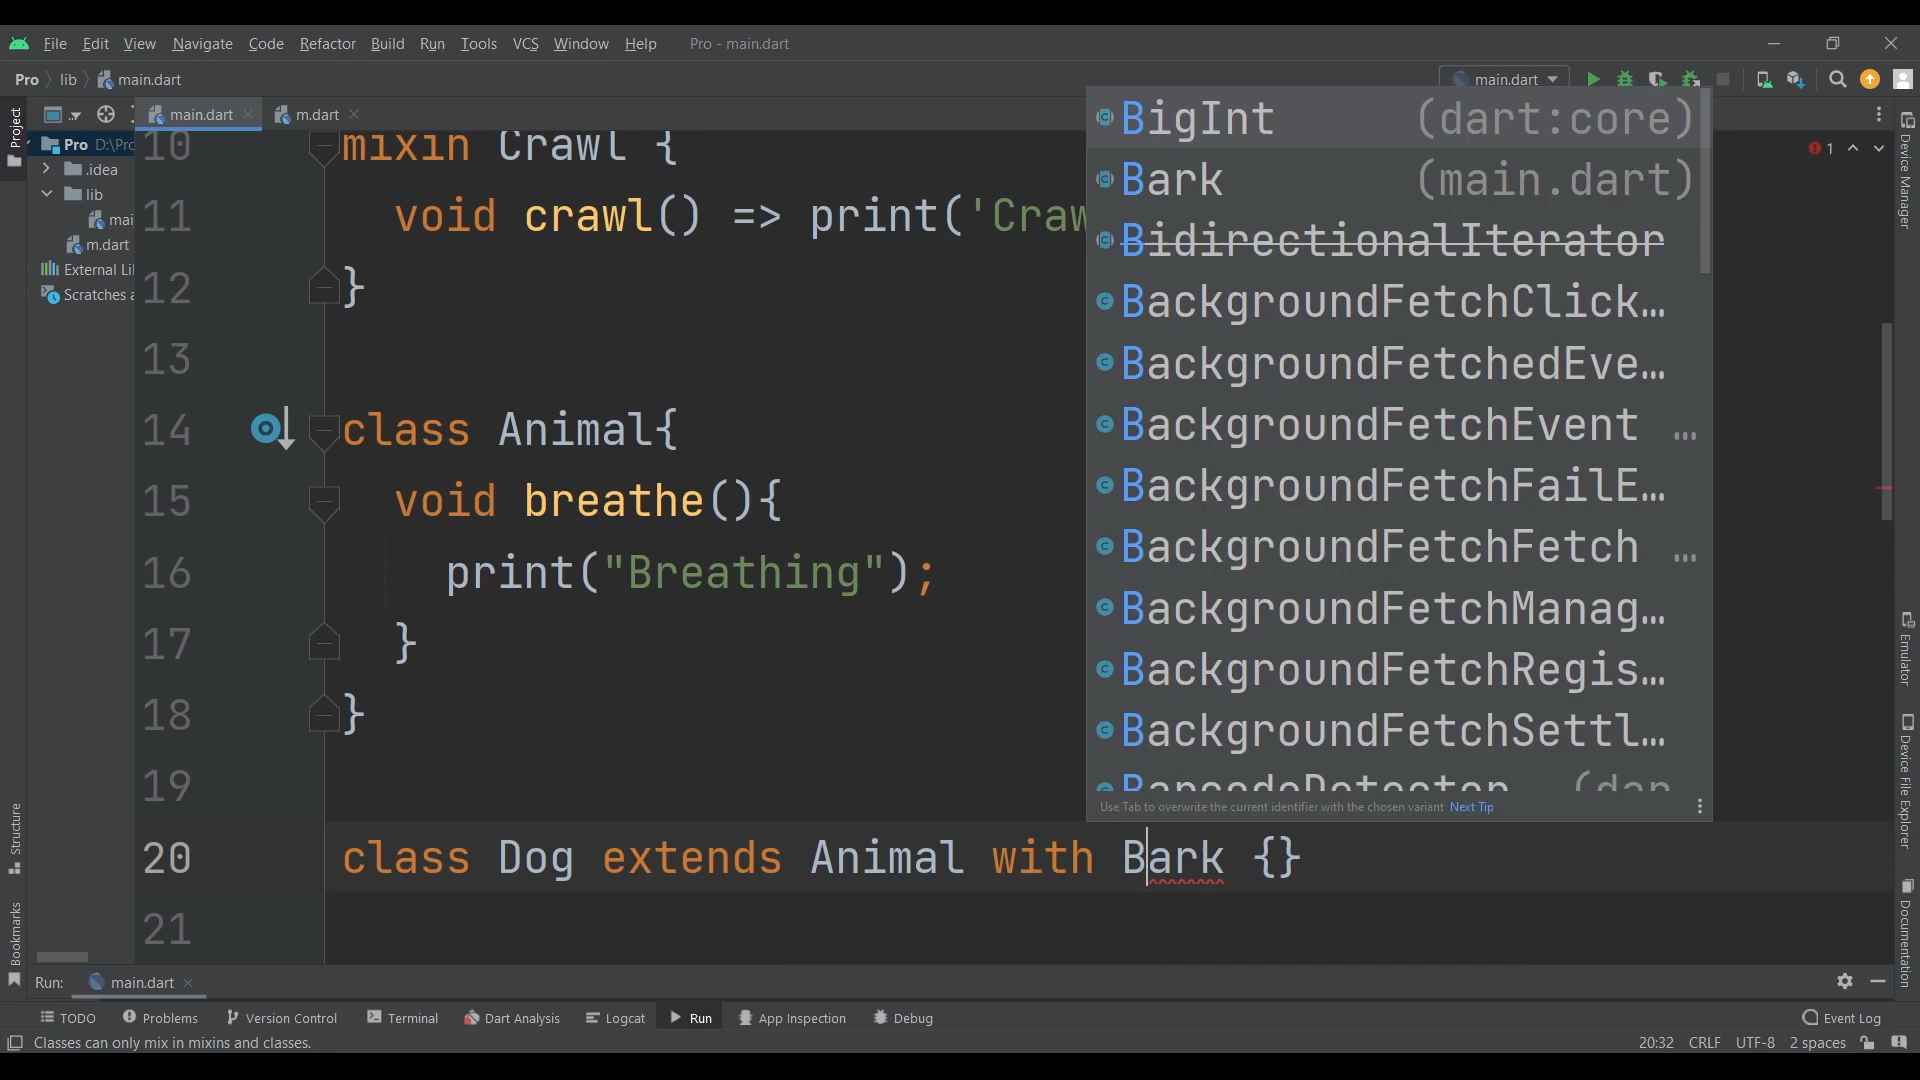 File Edit View Navigate Code Refactor Build Run Tools VCS Window Help Pro - main.dart
Pro lib main.dart
main.dart
main.dart m.dart
Project
Pro D:\Pro
.idea
lib
mai
m.dart
External Lil
Scratches a
10 mixin Crawl {
11 void crawl() => print('Craw
12 }
13
14 class Animal{
15 void breathe(){
16 print("Breathing");
17 }
18 }
19
20 class Dog extends Animal with Bark {}
21
BigInt (dart:core)
Bark (main.dart)
BidirectionalIterator
BackgroundFetchClick…
BackgroundFetchedEve…
BackgroundFetchEvent …
BackgroundFetchFailE…
BackgroundFetchFetch …
BackgroundFetchManag…
BackgroundFetchRegis…
BackgroundFetchSettl…
BarcodeDetector (dar
Use Tab to overwrite the current identifier with the chosen variant Next Tip
1
Device Manager
Emulator
Device File Explorer
Documentation
Structure
Bookmarks
Run: main.dart
TODO Problems Version Control Terminal Dart Analysis Logcat Run App Inspection Debug Event Log
Classes can only mix in mixins and classes. 20:32 CRLF UTF-8 2 spaces